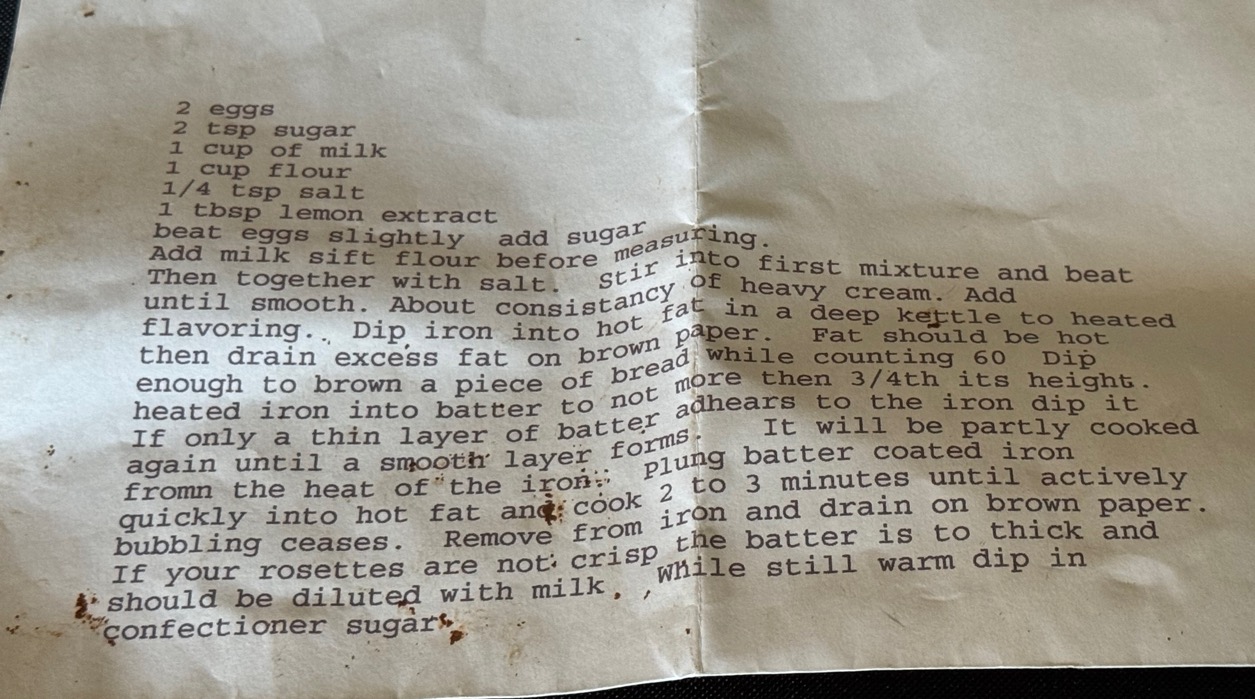 2 eggs
2 tsp sugar
1 cup of milk
1 cup flour
1/4 tsp salt
1 tbsp lemon extract
beat eggs slightly  add sugar
Add milk sift flour before measuring.
Then together with salt.  Stir into first mixture and beat
until smooth. About consistancy of heavy cream. Add
flavoring.  Dip iron into hot fat in a deep kettle to heated
then drain excess fat on brown paper.  Fat should be hot
enough to brown a piece of bread while counting 60  Dip
heated iron into batter to not more then 3/4th its height.
If only a thin layer of batter adhears to the iron dip it
again until a smooth layer forms.   It will be partly cooked
fromn the heat of the iron.  plung batter coated iron
quickly into hot fat and cook 2 to 3 minutes until actively
bubbling ceases.  Remove from iron and drain on brown paper.
If your rosettes are not crisp the batter is to thick and
should be diluted with milk. , While still warm dip in
confectioner sugar.